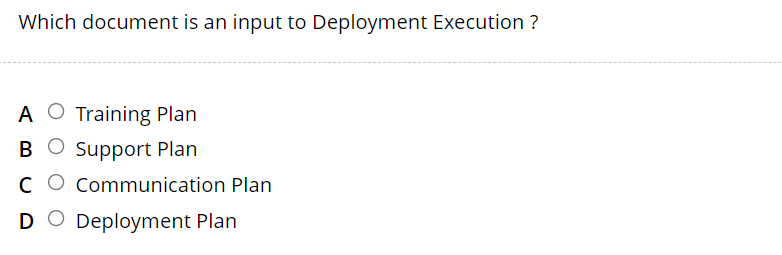 Which document is an input to Deployment Execution ?
A Training Plan
B Support Plan
C Communication Plan
D Deployment Plan